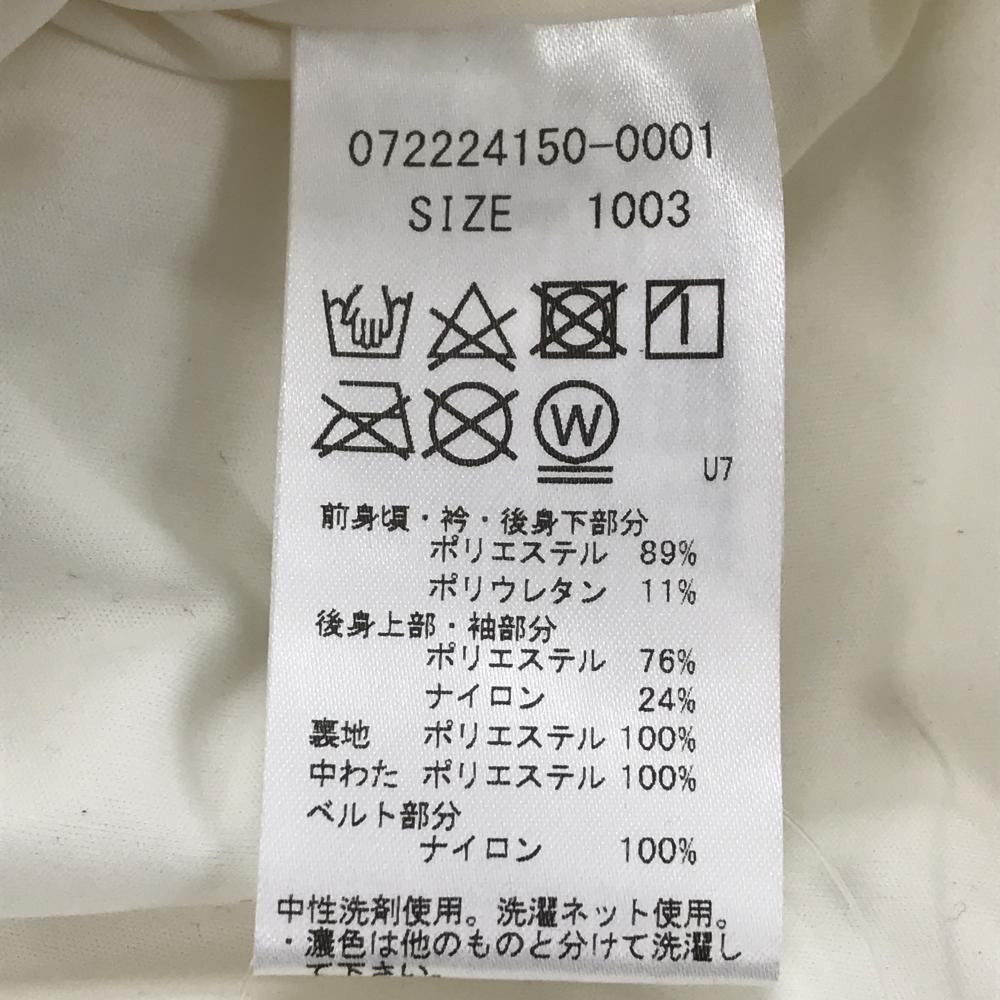 072224150-0001
SIZE 1003
W
U7
前身頃・衿・後身下部分
ポリエステル 89%
ポリウレタン 11%
後身上部・袖部分
ポリエステル 76%
ナイロン 24%
裏地 ポリエステル 100%
中わた ポリエステル 100%
ベルト部分
ナイロン 100%
中性洗剤使用。洗濯ネット使用。
・濃色は他のものと分けて洗濯し
て下さい。